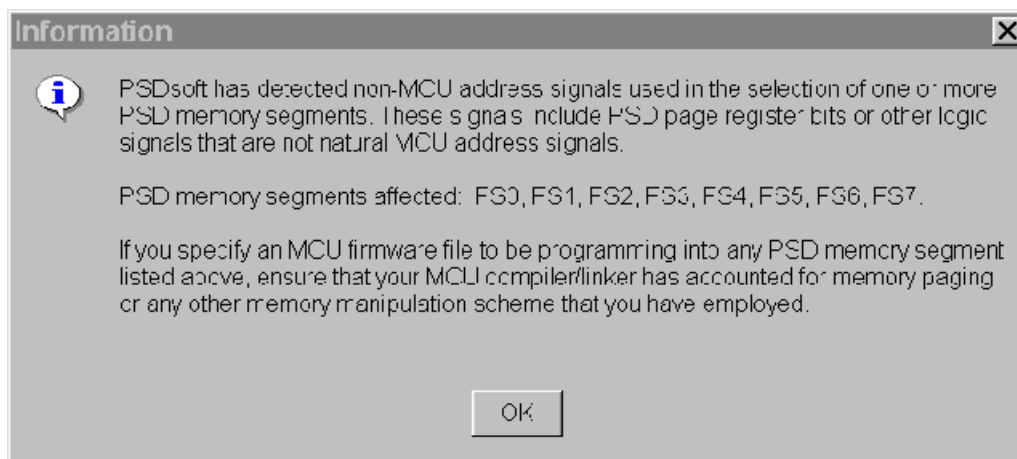 Information
PSDsoft has detected non-MCU address signals used in the selection of one or more
PSD memory segments. These signals include PSD page register bits or other logic
signals that are not natural MCU address signals.
PSD memory segments affected: FS0, FS1, FS2, FS3, FS4, FS5, FS6, FS7.
If you specify an MCU firmware file to be programming into any PSD memory segment
listed above, ensure that your MCU compiler/linker has accounted for memory paging
or any other memory manipulation scheme that you have employed.
OK